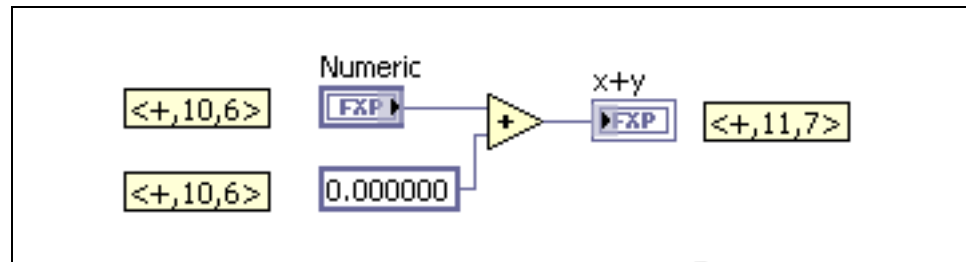 Numeric
x+y
<+,10,6>
FXP
+
FXP
<+,11,7>
<+,10,6>
0.000000